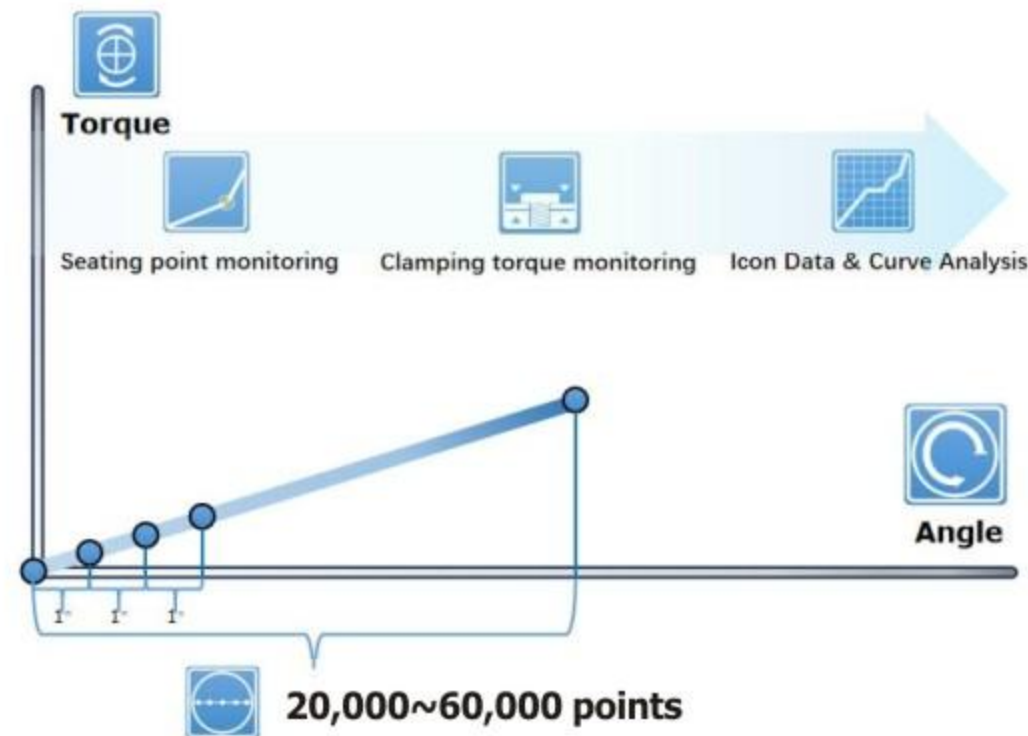 Torque
Seating point monitoring
Clamping torque monitoring
Icon Data & Curve Analysis
Angle
1°
1°
1°
20,000~60,000 points